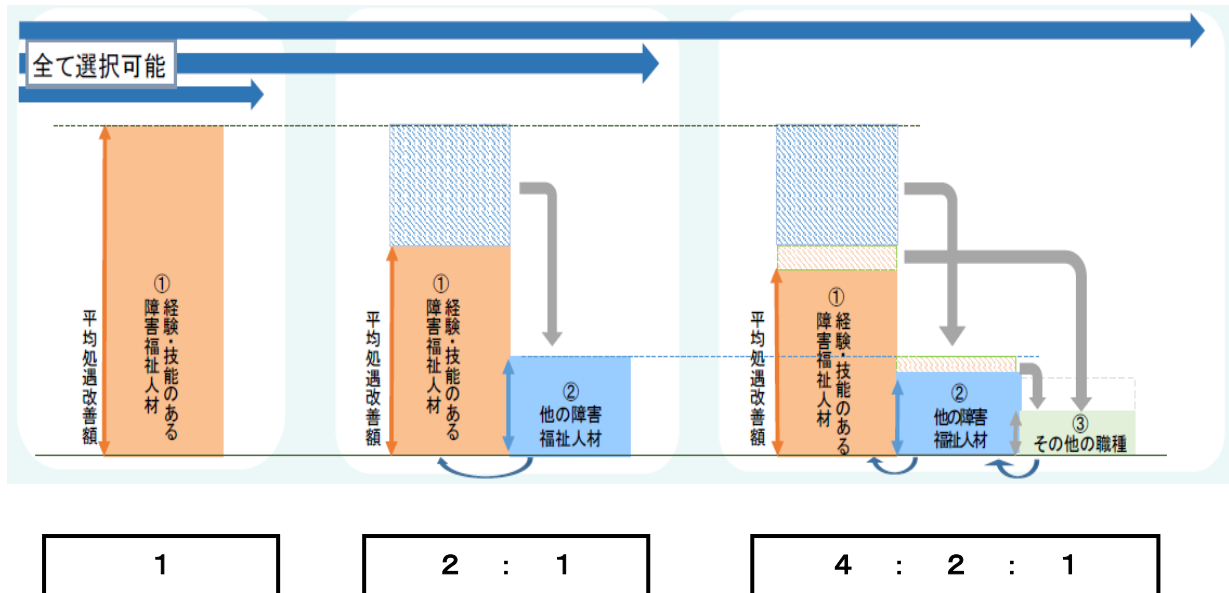 全て選択可能
平均処遇改善額
①
経験・技能のある
障害福祉人材
平均処遇改善額
①
経験・技能のある
障害福祉人材
②
他の障害
福祉人材
平均処遇改善額
①
経験・技能のある
障害福祉人材
②
他の障害
福祉人材
③
その他の職種
1
2 : 1
4 : 2 : 1